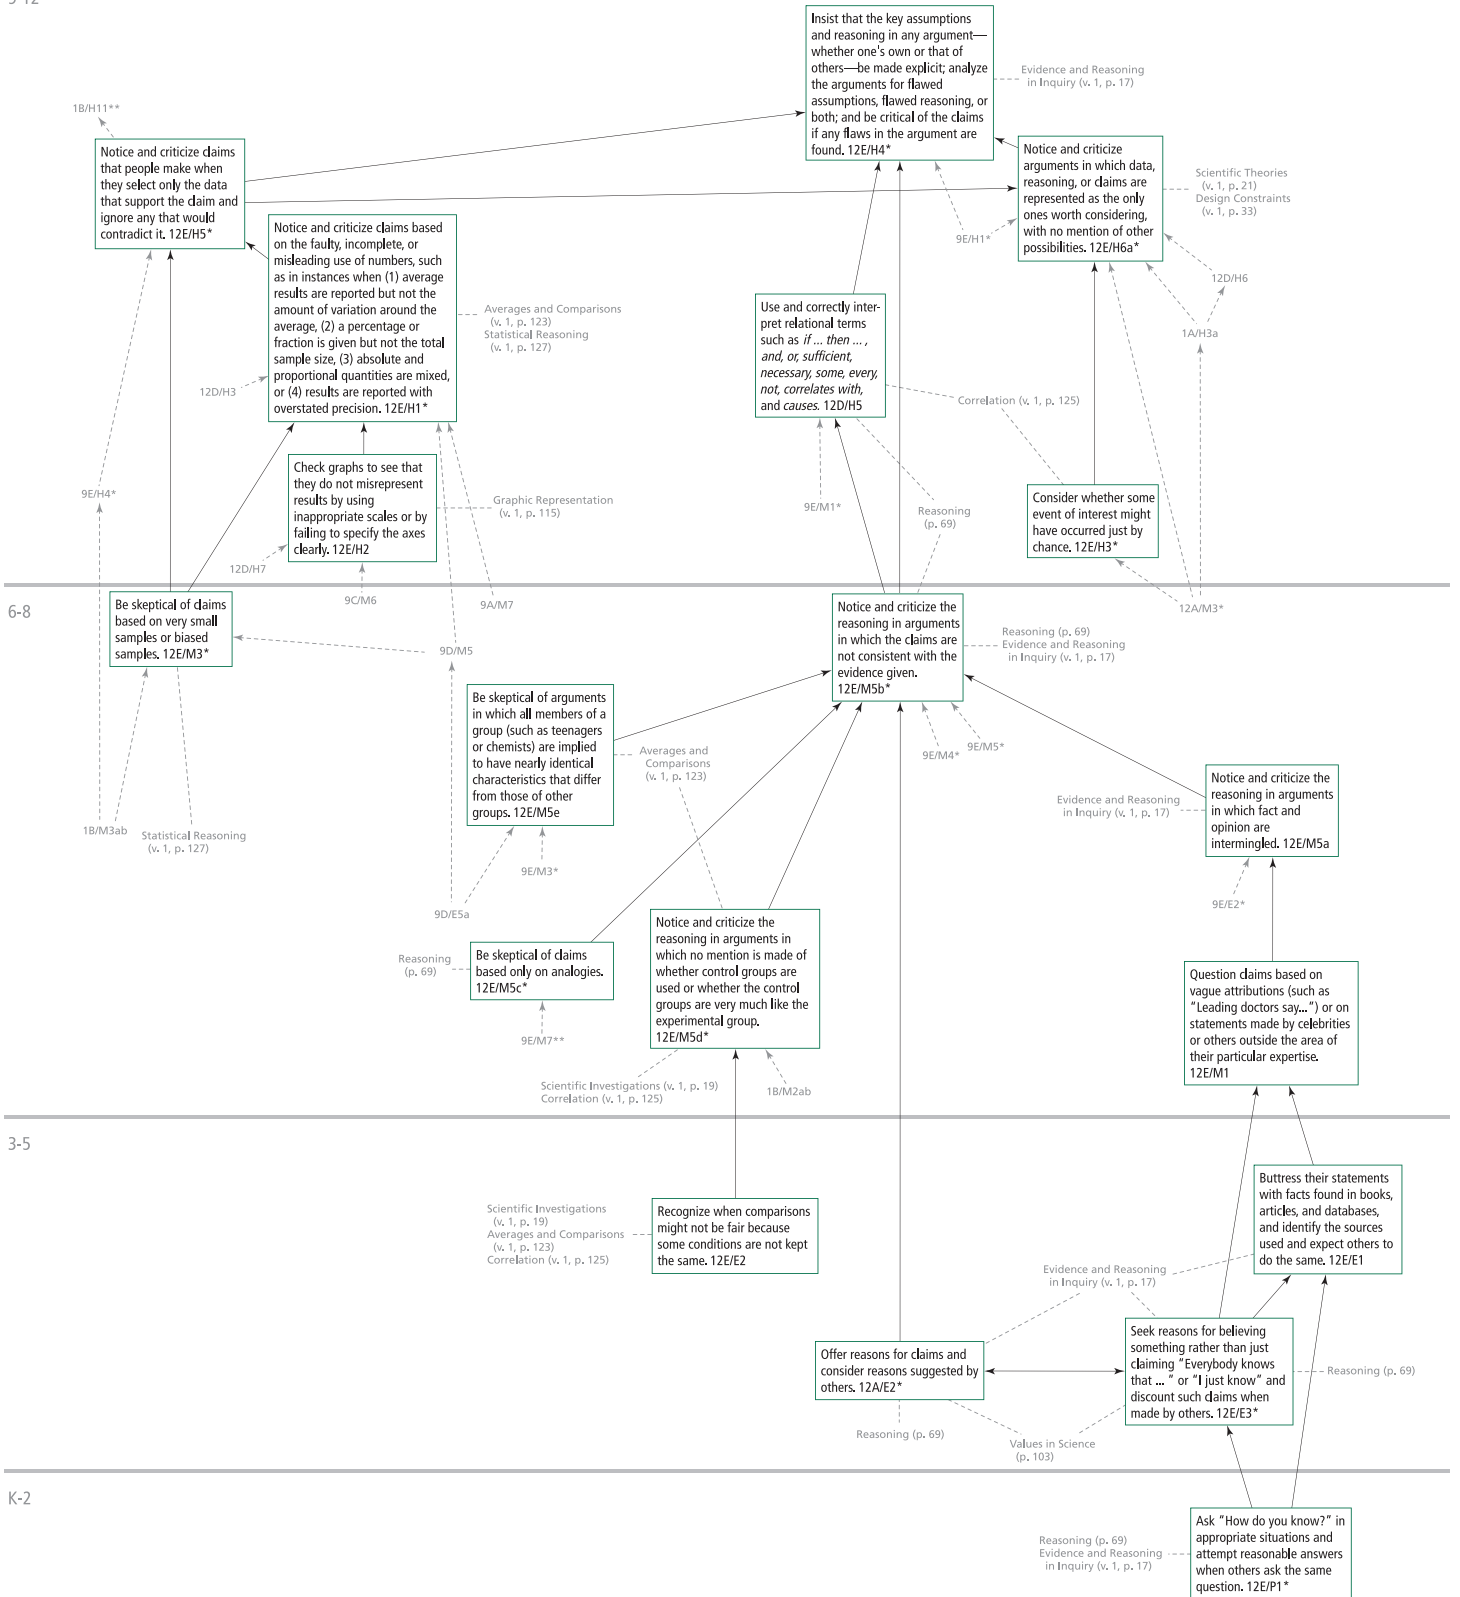 Insist that the key assumptions
and reasoning in any argument—
whether one's own or that of
others—be made explicit; analyze
the arguments for flawed
assumptions, flawed reasoning, or
both; and be critical of the claims
if any flaws in the argument are
found. 12E/H4*
Evidence and Reasoning
in Inquiry (v. 1, p. 17)
1B/H11**
Notice and criticize claims
that people make when
they select only the data
that support the claim and
ignore any that would
contradict it. 12E/H5*
Notice and criticize
arguments in which data,
reasoning, or claims are
represented as the only
ones worth considering,
with no mention of other
possibilities. 12E/H6a*
Scientific Theories
(v. 1, p. 21)
Design Constraints
(v. 1, p. 33)
Notice and criticize claims based
on the faulty, incomplete, or
misleading use of numbers, such
as in instances when (1) average
results are reported but not the
amount of variation around the
average, (2) a percentage or
fraction is given but not the total
sample size, (3) absolute and
proportional quantities are mixed,
or (4) results are reported with
overstated precision. 12E/H1*
Averages and Comparisons
(v. 1, p. 123)
Statistical Reasoning
(v. 1, p. 127)
9E/H1*
12D/H6
1A/H3a
Use and correctly inter-
pret relational terms
such as if ... then ... ,
and, or, sufficient,
necessary, some, every,
not, correlates with,
and causes. 12D/H5
12D/H3
Correlation (v. 1, p. 125)
Check graphs to see that
they do not misrepresent
results by using
inappropriate scales or by
failing to specify the axes
clearly. 12E/H2
Graphic Representation
(v. 1, p. 115)
9E/H4*
9E/M1*
Reasoning
(p. 69)
Consider whether some
event of interest might
have occurred just by
chance. 12E/H3*
12D/H7
9C/M6
9A/M7
12A/M3*
6-8
Be skeptical of claims
based on very small
samples or biased
samples. 12E/M3*
9D/M5
Notice and criticize the
reasoning in arguments
in which the claims are
not consistent with the
evidence given.
12E/M5b*
Reasoning (p. 69)
Evidence and Reasoning
in Inquiry (v. 1, p. 17)
Be skeptical of arguments
in which all members of a
group (such as teenagers
or chemists) are implied
to have nearly identical
characteristics that differ
from those of other
groups. 12E/M5e
Averages and
Comparisons
(v. 1, p. 123)
9E/M4*
9E/M5*
Notice and criticize the
reasoning in arguments
in which fact and
opinion are
intermingled. 12E/M5a
Evidence and Reasoning
in Inquiry (v. 1, p. 17)
1B/M3ab
Statistical Reasoning
(v. 1, p. 127)
9E/M3*
9E/E2*
9D/E5a
Notice and criticize the
reasoning in arguments in
which no mention is made of
whether control groups are
used or whether the control
groups are very much like the
experimental group.
12E/M5d*
Reasoning
(p. 69)
Be skeptical of claims
based only on analogies.
12E/M5c*
9E/M7**
Question claims based on
vague attributions (such as
"Leading doctors say...") or on
statements made by celebrities
or others outside the area of
their particular expertise.
12E/M1
Scientific Investigations (v. 1, p. 19)
Correlation (v. 1, p. 125)
1B/M2ab
3-5
Buttress their statements
with facts found in books,
articles, and databases,
and identify the sources
used and expect others to
do the same. 12E/E1
Scientific Investigations
(v. 1, p. 19)
Averages and Comparisons
(v. 1, p. 123)
Correlation (v. 1, p. 125)
Recognize when comparisons
might not be fair because
some conditions are not kept
the same. 12E/E2
Evidence and Reasoning
in Inquiry (v. 1, p. 17)
Offer reasons for claims and
consider reasons suggested by
others. 12A/E2*
Seek reasons for believing
something rather than just
claiming "Everybody knows
that ... " or "I just know" and
discount such claims when
made by others. 12E/E3*
Reasoning (p. 69)
Reasoning (p. 69)
Values in Science
(p. 103)
K-2
Ask "How do you know?" in
appropriate situations and
attempt reasonable answers
when others ask the same
question. 12E/P1*
Reasoning (p. 69)
Evidence and Reasoning
in Inquiry (v. 1, p. 17)